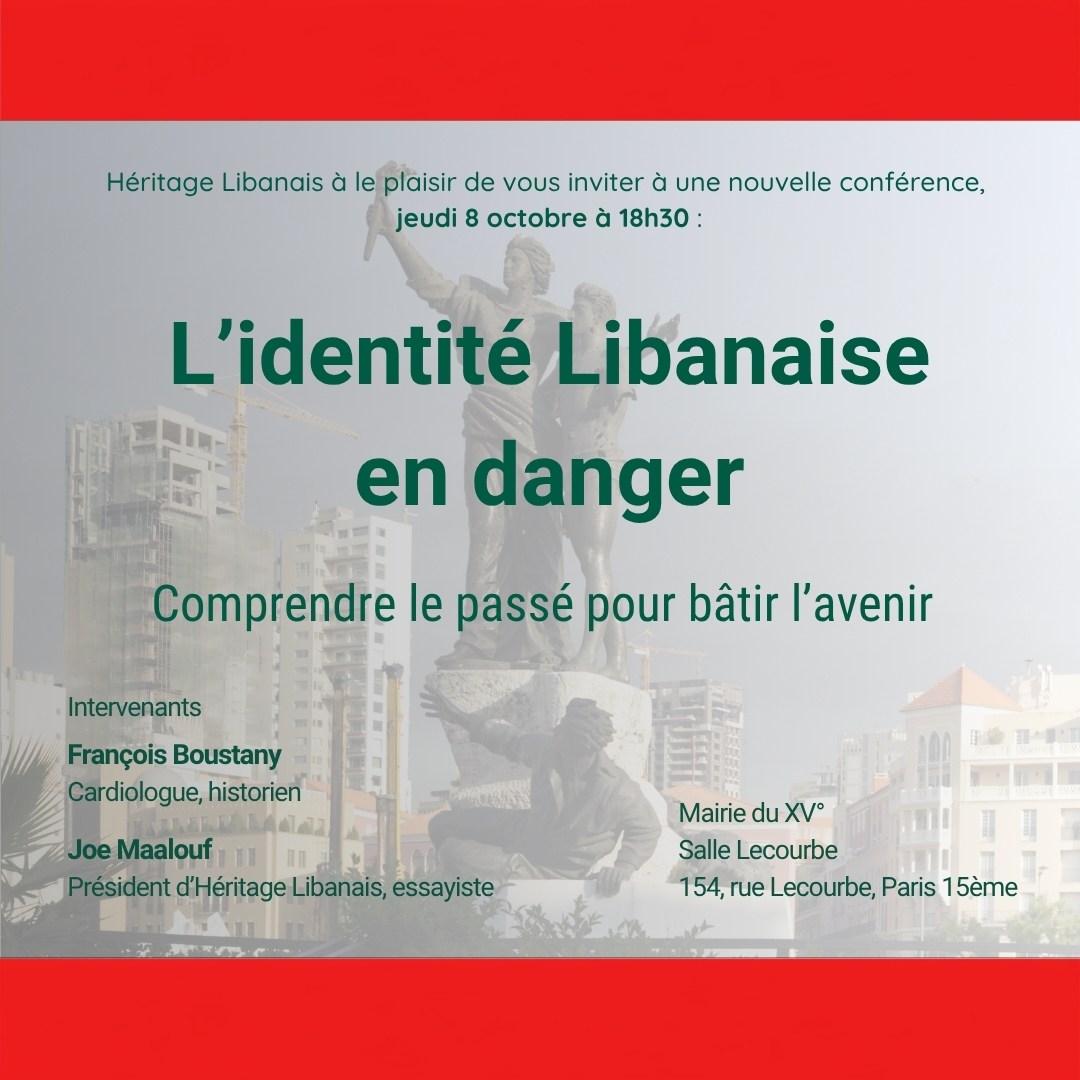 Héritage Libanais à le plaisir de vous inviter à une nouvelle conférence,
jeudi 8 octobre à 18h30 :
L’identité Libanaise
en danger
Comprendre le passé pour bâtir l’avenir
Intervenants
François Boustany
Cardiologue, historien
Joe Maalouf
Président d’Héritage Libanais, essayiste
Mairie du XV°
Salle Lecourbe
154, rue Lecourbe, Paris 15ème